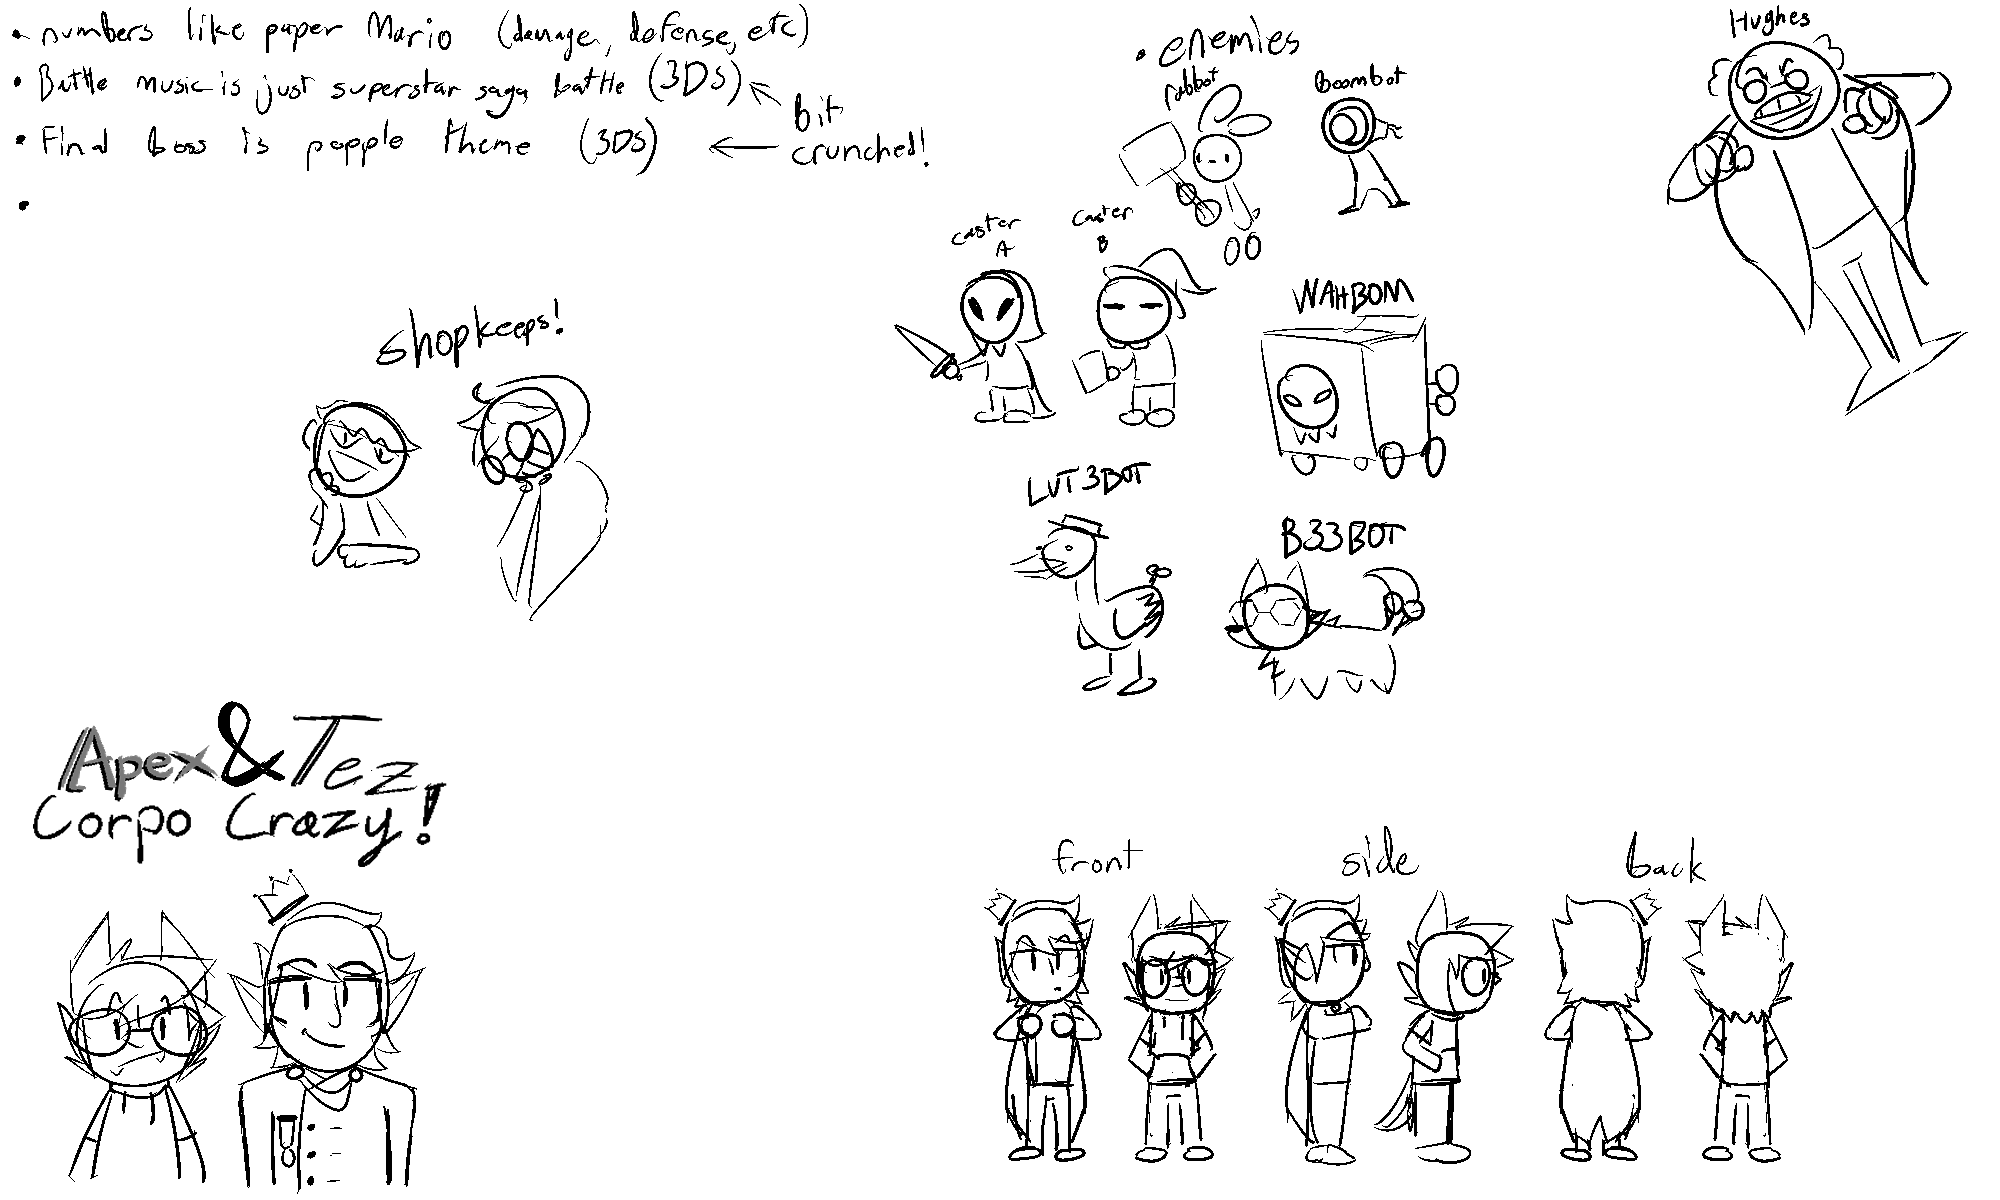 • numbers like paper Mario (damage, defense, etc)
• Battle music is just superstar saga battle (3DS)
• Final boss is popple theme (3DS)
bit
crunched!
•
• enemies
rabbot
Boombot
Hughes
caster
A
caster
B
WAHBOM
shopkeeps!
LUT3BOT
B33BOT
Apex & Tez
Corpo Crazy!
front
side
back